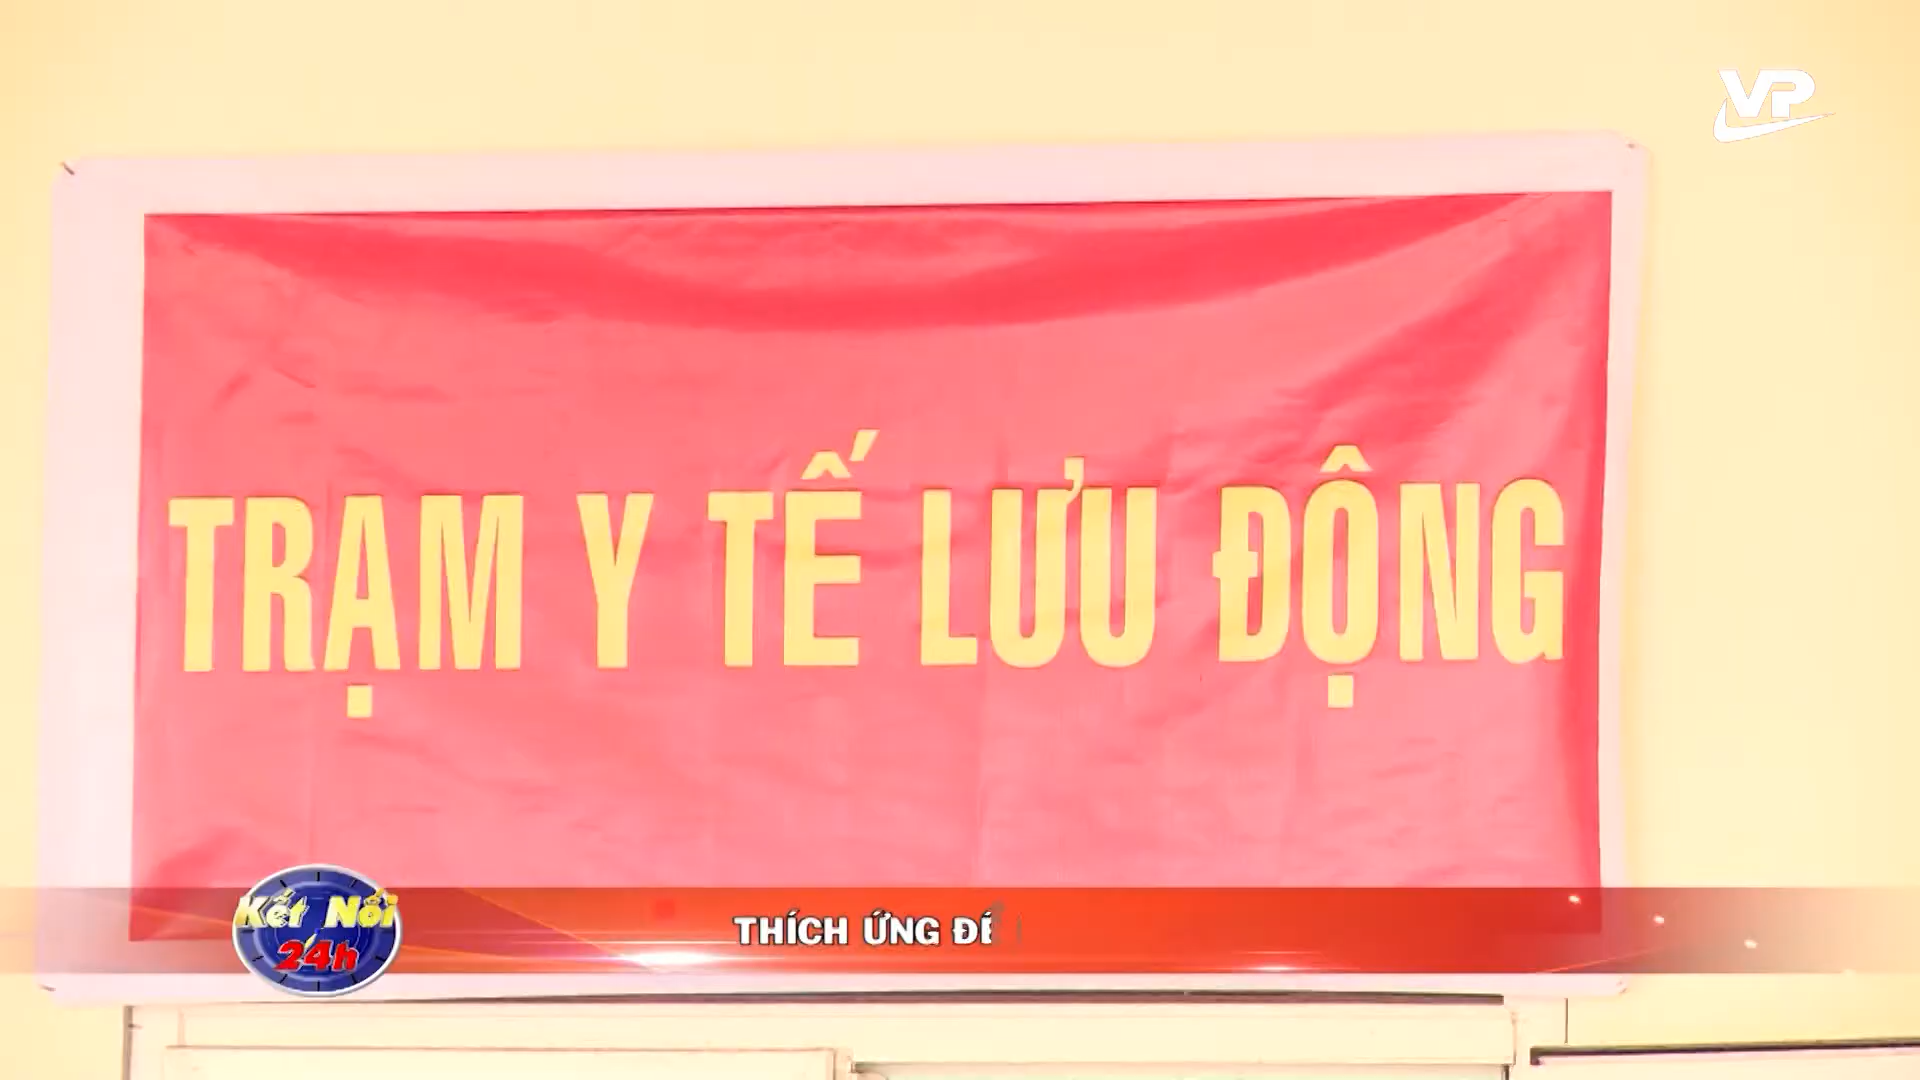 VP
TRẠM Y TẾ LƯU ĐỘNG
Kết Nối
24h
THÍCH ỨNG